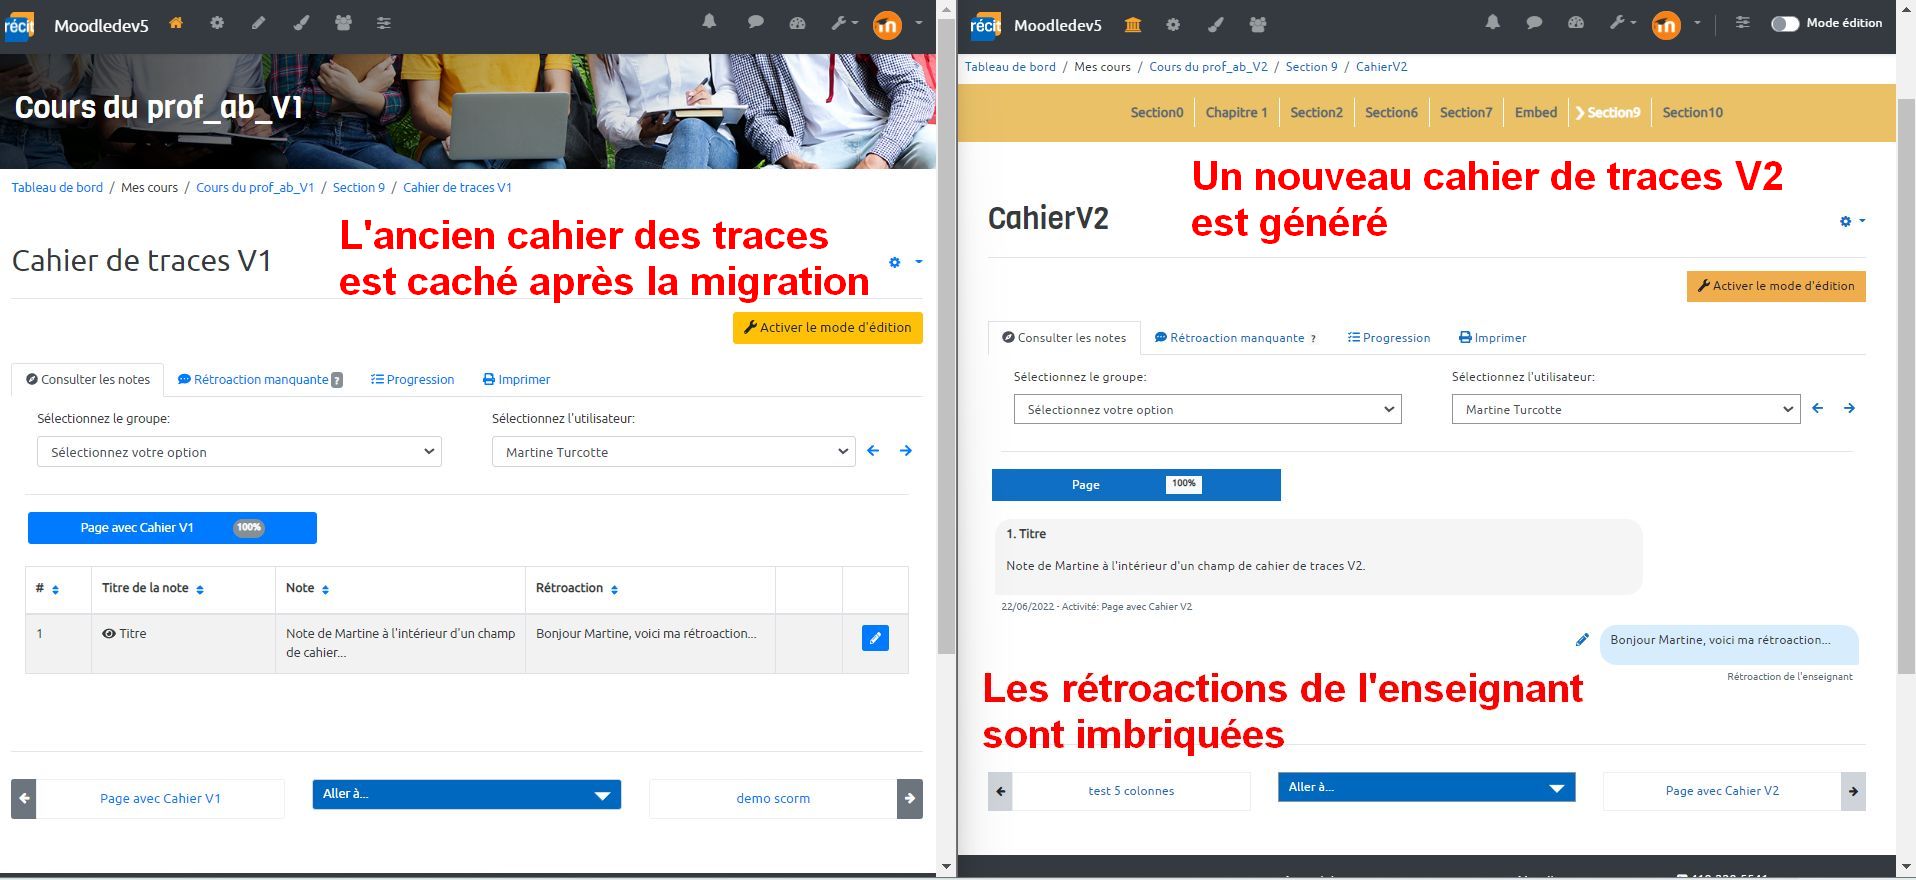 récit Moodledev5
Cours du prof_ab_V1
Tableau de bord / Mes cours / Cours du prof_ab_V1 / Section 9 / Cahier de traces V1
L'ancien cahier des traces
est caché après la migration
Cahier de traces V1
Activer le mode d'édition
Consulter les notes Rétroaction manquante ? Progression Imprimer
Sélectionnez le groupe: Sélectionnez l'utilisateur:
Sélectionnez votre option Martine Turcotte
Page avec Cahier V1 100%
# Titre de la note Note Rétroaction
1 Titre Note de Martine à l'intérieur d'un champ Bonjour Martine, voici ma rétroaction...
de cahier...
Page avec Cahier V1 Aller à... demo scorm
récit Moodledev5 Mode édition
Tableau de bord / Mes cours / Cours du prof_ab_V2 / Section 9 / CahierV2
Section0 Chapitre 1 Section2 Section6 Section7 Embed Section9 Section10
Un nouveau cahier de traces V2
est généré
CahierV2
Activer le mode d'édition
Consulter les notes Rétroaction manquante ? Progression Imprimer
Sélectionnez le groupe: Sélectionnez l'utilisateur:
Sélectionnez votre option Martine Turcotte
Page 100%
1. Titre
Note de Martine à l'intérieur d'un champ de cahier de traces V2.
22/06/2022 - Activité: Page avec Cahier V2
Bonjour Martine, voici ma rétroaction...
Rétroaction de l'enseignant
Les rétroactions de l'enseignant
sont imbriquées
test 5 colonnes Aller à... Page avec Cahier V2